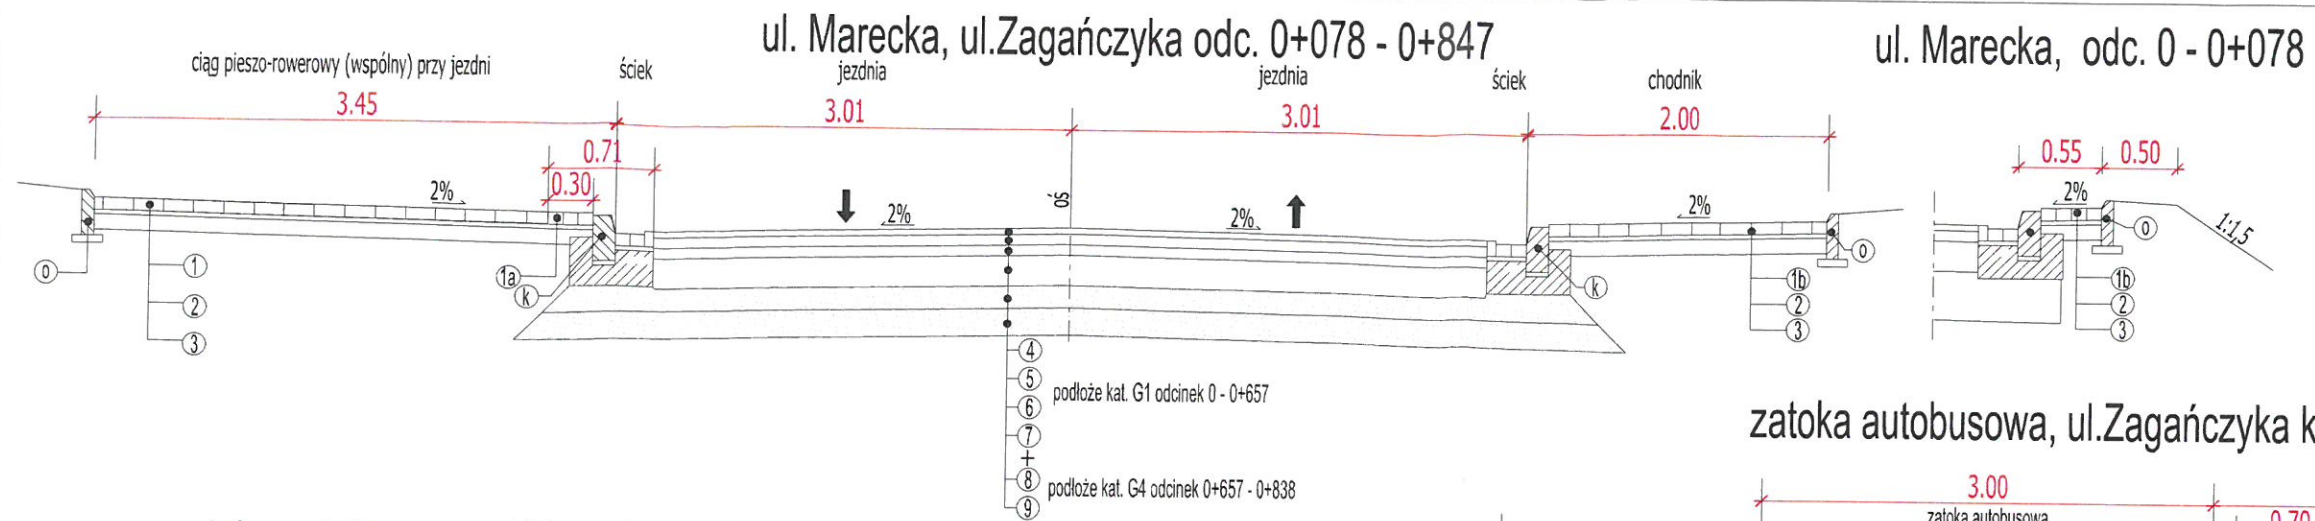 ul. Marecka, ul.Zagańczyka odc. 0+078 - 0+847
ciąg pieszo-rowerowy (wspólny) przy jezdni
ściek
jezdnia
jezdnia
ściek
chodnik
3.45
3.01
3.01
2.00
0.71
0.30
2%
2%
oś
2%
2%
o
1
2
3
1a
k
k
o
1b
2
3
4
5
6
7
+
8
9
podłoże kat. G1 odcinek 0 - 0+657
podłoże kat. G4 odcinek 0+657 - 0+838
ul. Marecka, odc. 0 - 0+078
0.55
0.50
2%
1:1,5
o
1b
2
3
zatoka autobusowa, ul.Zagańczyka k
3.00
zatoka autobusowa
0.70